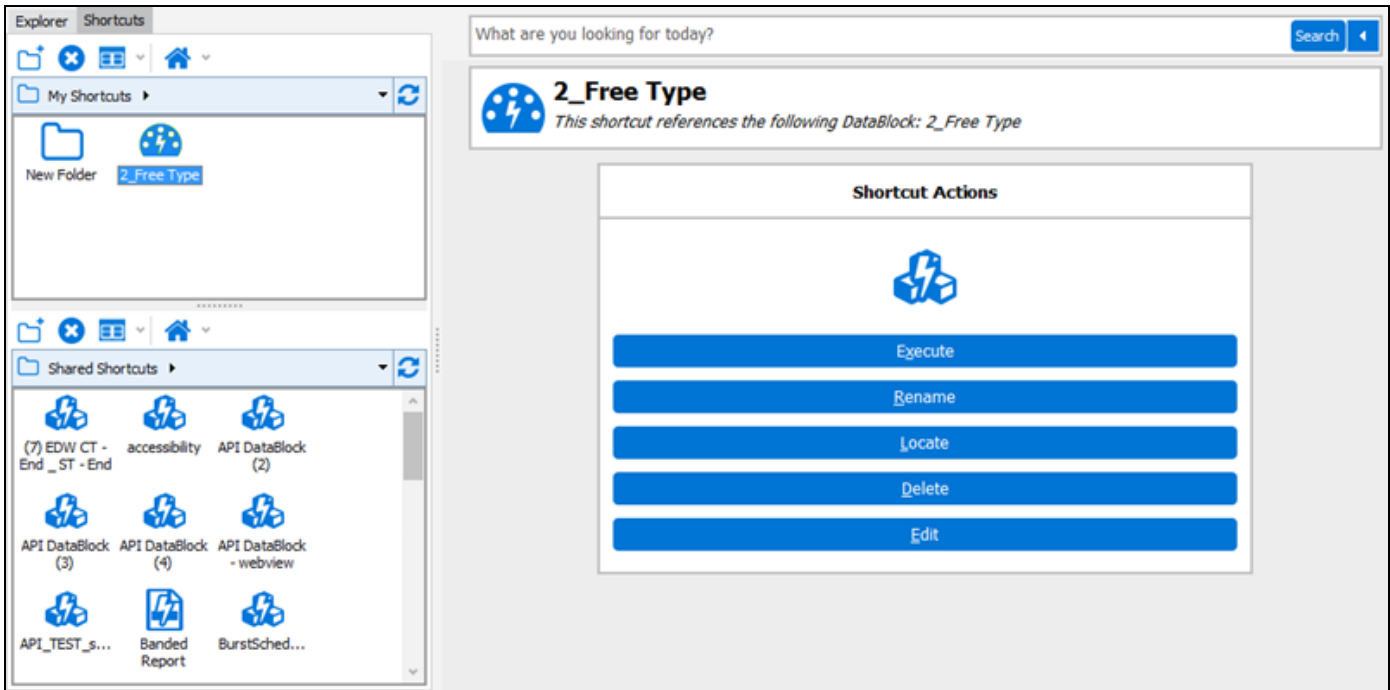 Explorer Shortcuts
My Shortcuts
New Folder 2_Free Type
Shared Shortcuts
(7) EDW CT - End _ ST - End
accessibility
API DataBlock (2)
API DataBlock (3)
API DataBlock (4)
API DataBlock - webview
API_TEST_s...
Banded Report
BurstSched...
What are you looking for today?
Search
2_Free Type
This shortcut references the following DataBlock: 2_Free Type
Shortcut Actions
Execute
Rename
Locate
Delete
Edit